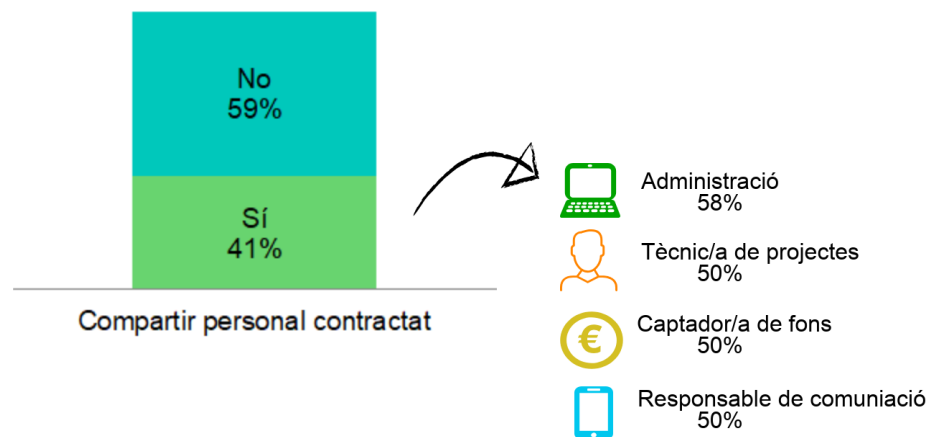 No
59%
Sí
41%
Compartir personal contractat
Administració
58%
Tècnic/a de projectes
50%
€
Captador/a de fons
50%
Responsable de comuniació
50%